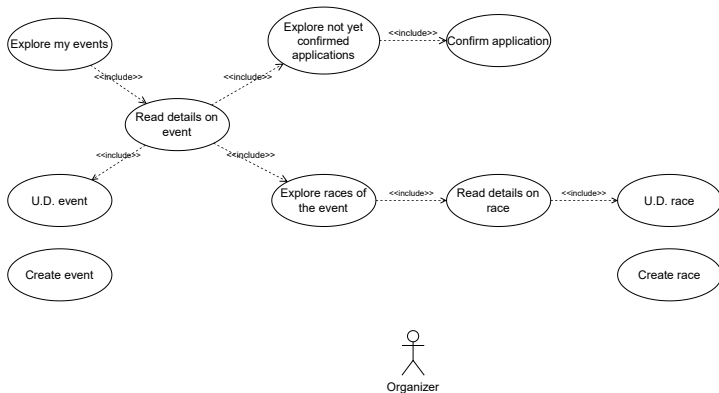 Explore my events
Explore not yet
confirmed
applications
<<include>>
Confirm application
<<include>>
<<include>>
Read details on
event
<<include>>
<<include>>
U.D. event
Explore races of
the event
<<include>>
Read details on
race
<<include>>
U.D. race
Create event
Create race
Organizer